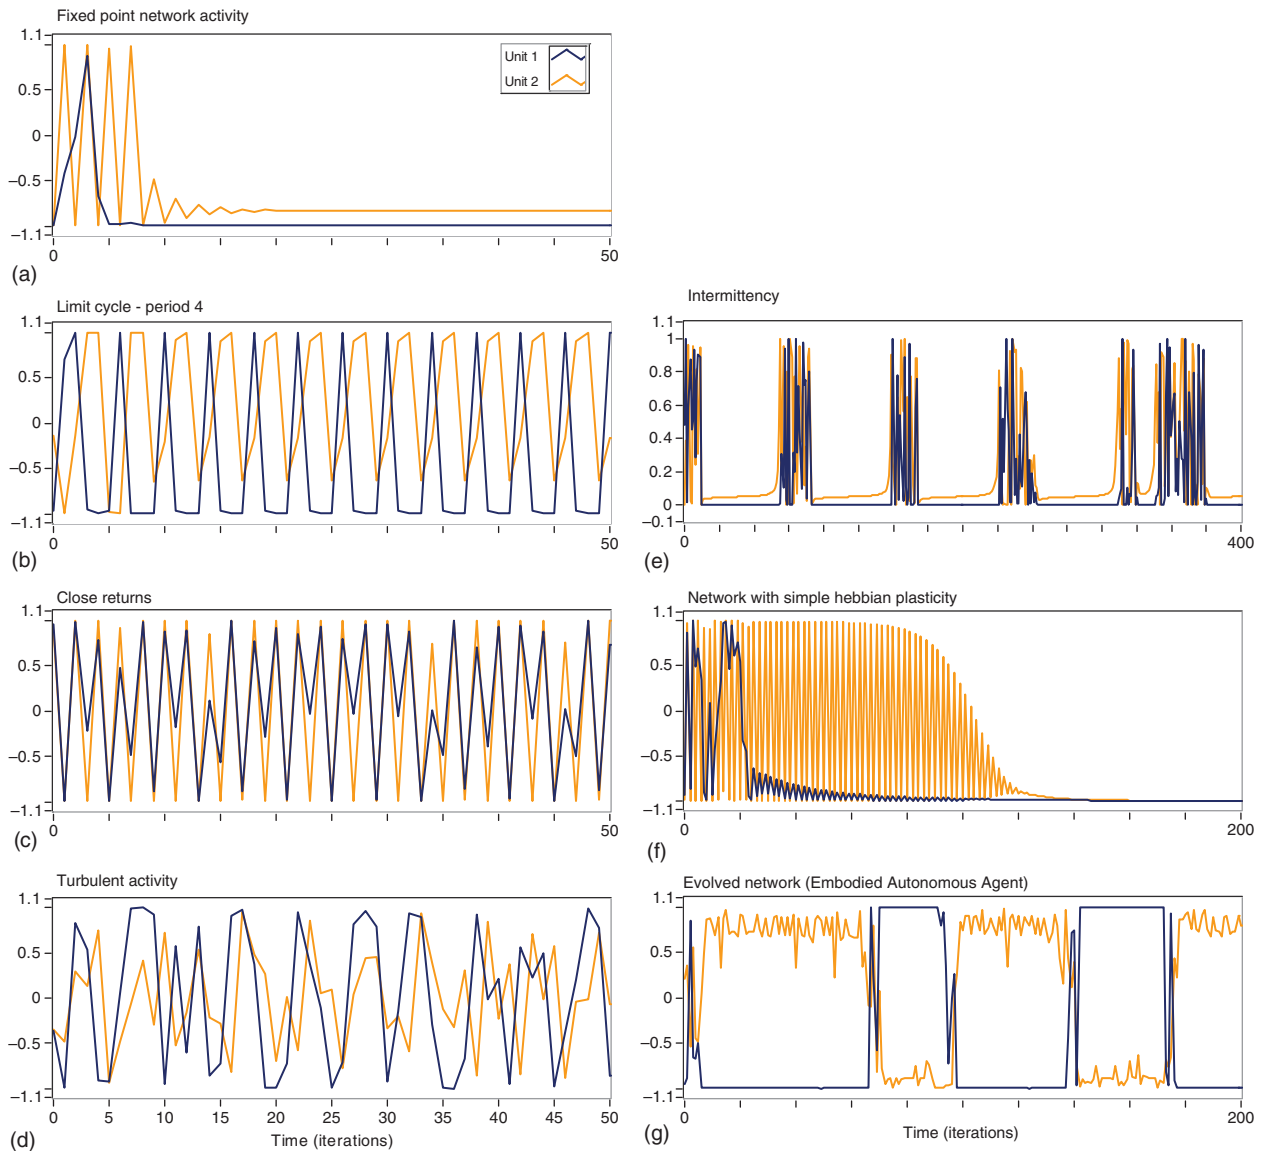 Fixed point network activity
1.1
0.5
0
–0.5
–1.1
Unit 1
Unit 2
0 50
(a)
Limit cycle - period 4
1.1
0.5
0
–0.5
–1.1
0 50
(b)
Close returns
1.1
0.5
0
–0.5
–1.1
0 50
(c)
Turbulent activity
1.1
0.5
0
–0.5
–1.1
0 5 10 15 20 25 30 35 40 45 50
Time (iterations)
(d)
Intermittency
1.1
1
0.8
0.6
0.4
0.2
0
–0.1
0 400
(e)
Network with simple hebbian plasticity
1.1
0.5
0
–0.5
–1.1
0 200
(f)
Evolved network (Embodied Autonomous Agent)
1.1
0.5
0
–0.5
–1.1
0 200
Time (iterations)
(g)